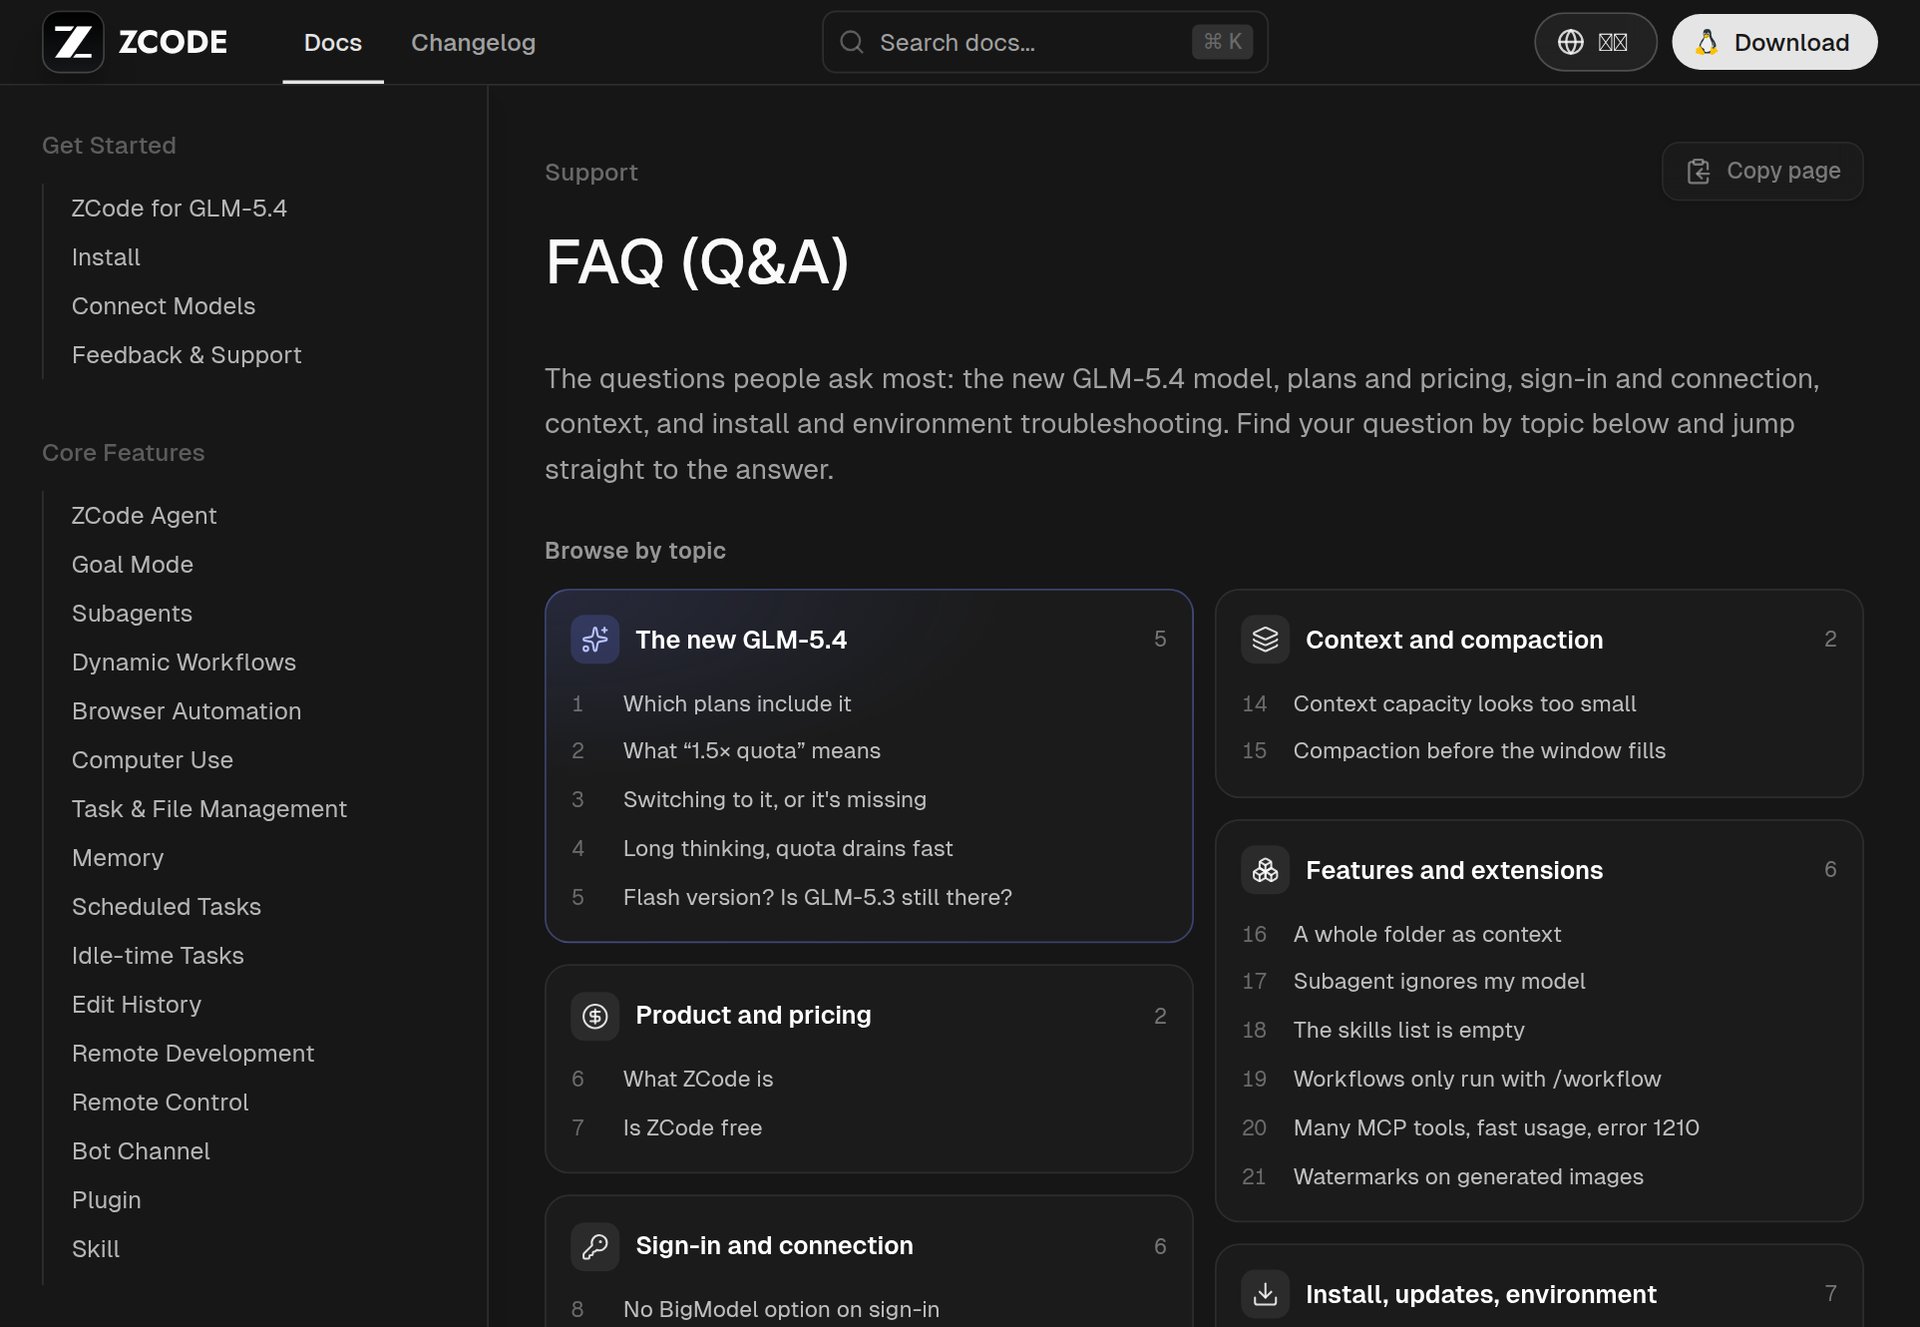 ZCODE
Docs
Changelog
Search docs...
⌘ K
Download
Get Started
ZCode for GLM-5.4
Install
Connect Models
Feedback & Support
Core Features
ZCode Agent
Goal Mode
Subagents
Dynamic Workflows
Browser Automation
Computer Use
Task & File Management
Memory
Scheduled Tasks
Idle-time Tasks
Edit History
Remote Development
Remote Control
Bot Channel
Plugin
Skill
Support
Copy page
FAQ (Q&A)
The questions people ask most: the new GLM-5.4 model, plans and pricing, sign-in and connection,
context, and install and environment troubleshooting. Find your question by topic below and jump
straight to the answer.
Browse by topic
The new GLM-5.4 5
1 Which plans include it
2 What “1.5× quota” means
3 Switching to it, or it's missing
4 Long thinking, quota drains fast
5 Flash version? Is GLM-5.3 still there?
Product and pricing 2
6 What ZCode is
7 Is ZCode free
Sign-in and connection 6
8 No BigModel option on sign-in
Context and compaction 2
14 Context capacity looks too small
15 Compaction before the window fills
Features and extensions 6
16 A whole folder as context
17 Subagent ignores my model
18 The skills list is empty
19 Workflows only run with /workflow
20 Many MCP tools, fast usage, error 1210
21 Watermarks on generated images
Install, updates, environment 7